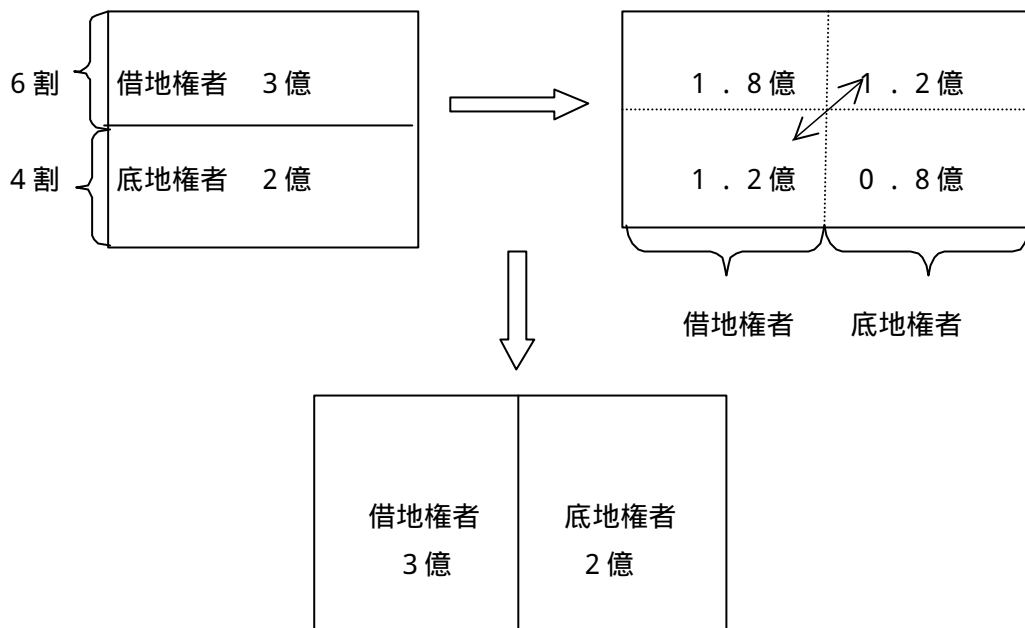 6割
借地権者 3億
4割
底地権者 2億
1.8億
1.2億
1.2億
0.8億
借地権者
底地権者
借地権者
3億
底地権者
2億